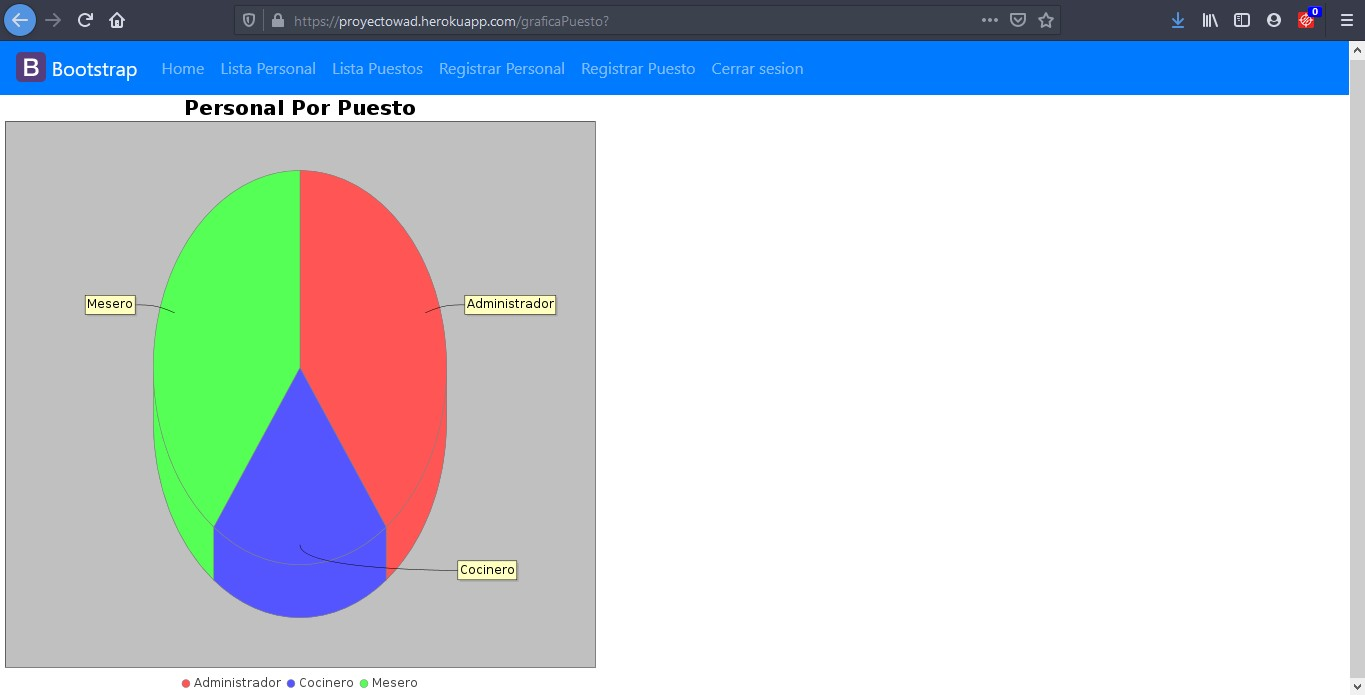 https://proyectowad.herokuapp.com/graficaPuesto?
0
B Bootstrap Home Lista Personal Lista Puestos Registrar Personal Registrar Puesto Cerrar sesion
Personal Por Puesto
Mesero
Administrador
Cocinero
Administrador Cocinero Mesero